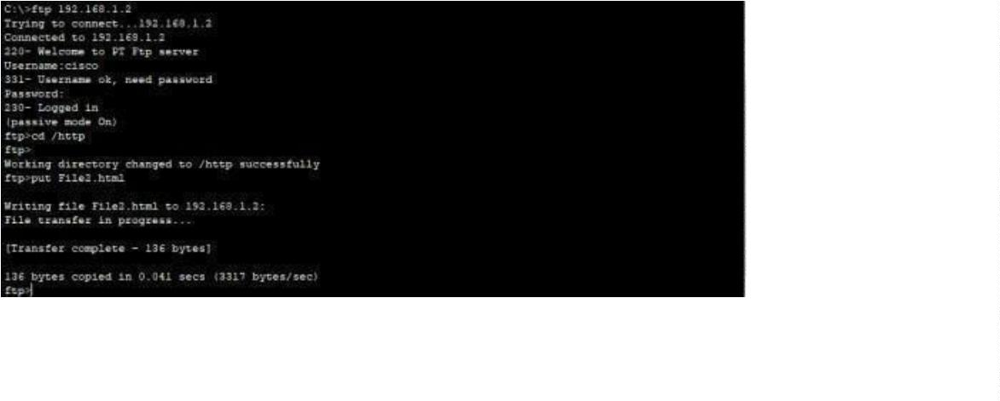 C:\>ftp 192.168.1.2
Trying to connect...192.168.1.2
Connected to 192.168.1.2
220- Welcome to PT Ftp server
Username:cisco
331- Username ok, need password
Password:
230- Logged in
(passive mode On)
ftp>cd /http
ftp>
Working directory changed to /http successfully
ftp>put File2.html
Writing file File2.html to 192.168.1.2:
File transfer in progress...
[Transfer complete - 136 bytes]
136 bytes copied in 0.041 secs (3317 bytes/sec)
ftp>